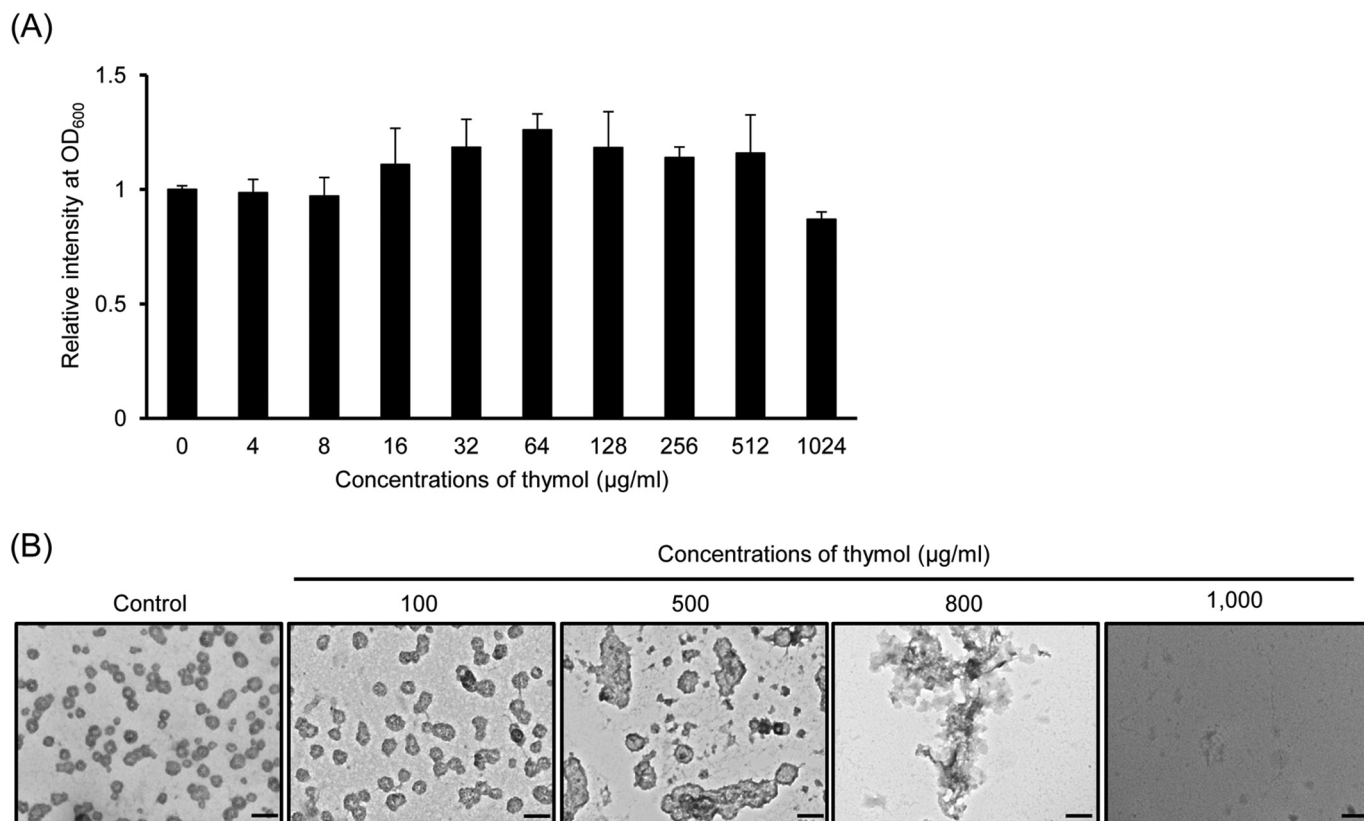 (A)
Relative intensity at OD600
1.5
1
0.5
0
0 4 8 16 32 64 128 256 512 1024
Concentrations of thymol (µg/ml)
(B)
Concentrations of thymol (µg/ml)
Control 100 500 800 1,000